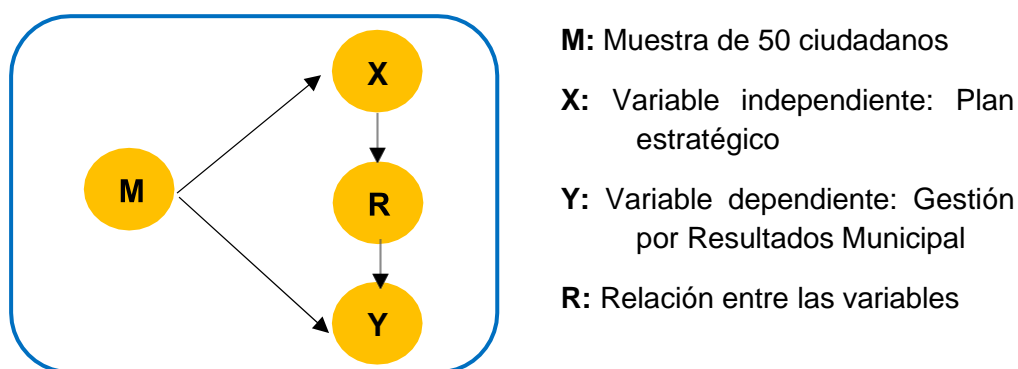 X
M
R
Y
M: Muestra de 50 ciudadanos
X: Variable independiente: Plan
estratégico
Y: Variable dependiente: Gestión
por Resultados Municipal
R: Relación entre las variables